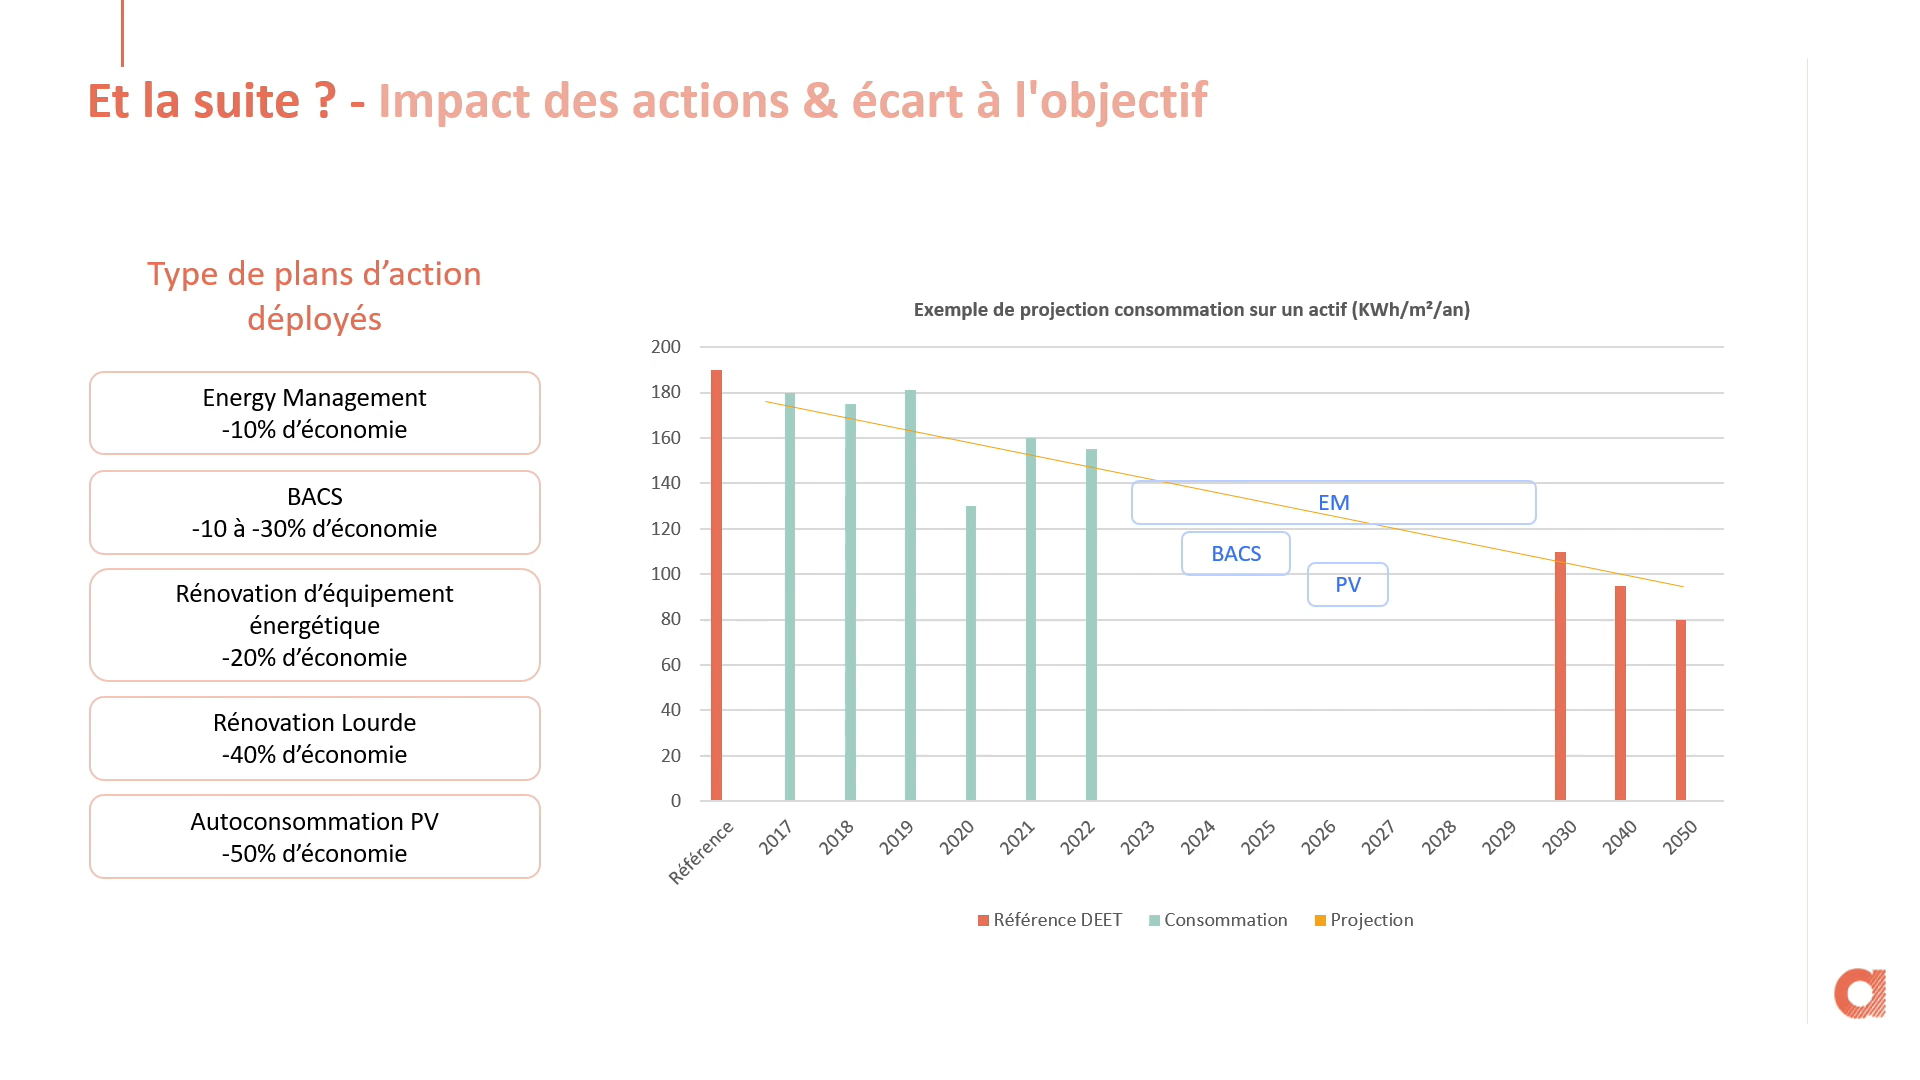 Et la suite ? - Impact des actions & écart à l'objectif
Type de plans d’action
déployés
Energy Management
-10% d’économie
BACS
-10 à -30% d’économie
Rénovation d’équipement
énergétique
-20% d’économie
Rénovation Lourde
-40% d’économie
Autoconsommation PV
-50% d’économie
Exemple de projection consommation sur un actif (KWh/m²/an)
200
180
160
140
120
100
80
60
40
20
0
EM
BACS
PV
Référence
2017
2018
2019
2020
2021
2022
2023
2024
2025
2026
2027
2028
2029
2030
2040
2050
Référence DEET
Consommation
Projection